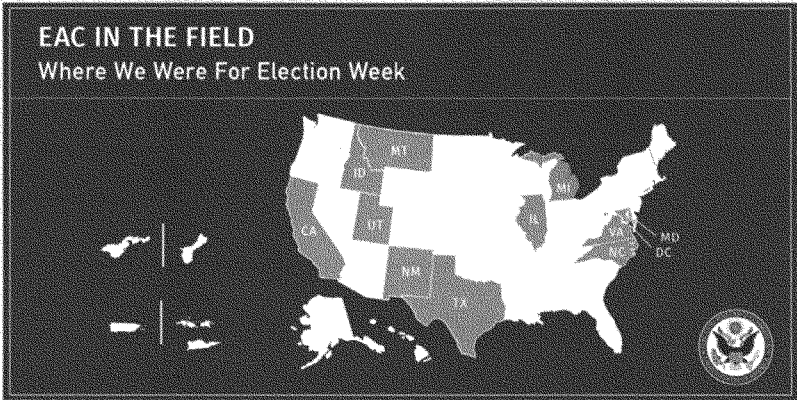 EAC IN THE FIELD
Where We Were For Election Week
MT
ID
MI
IL
UT
CA
VA
MD
NC
DC
NM
TX